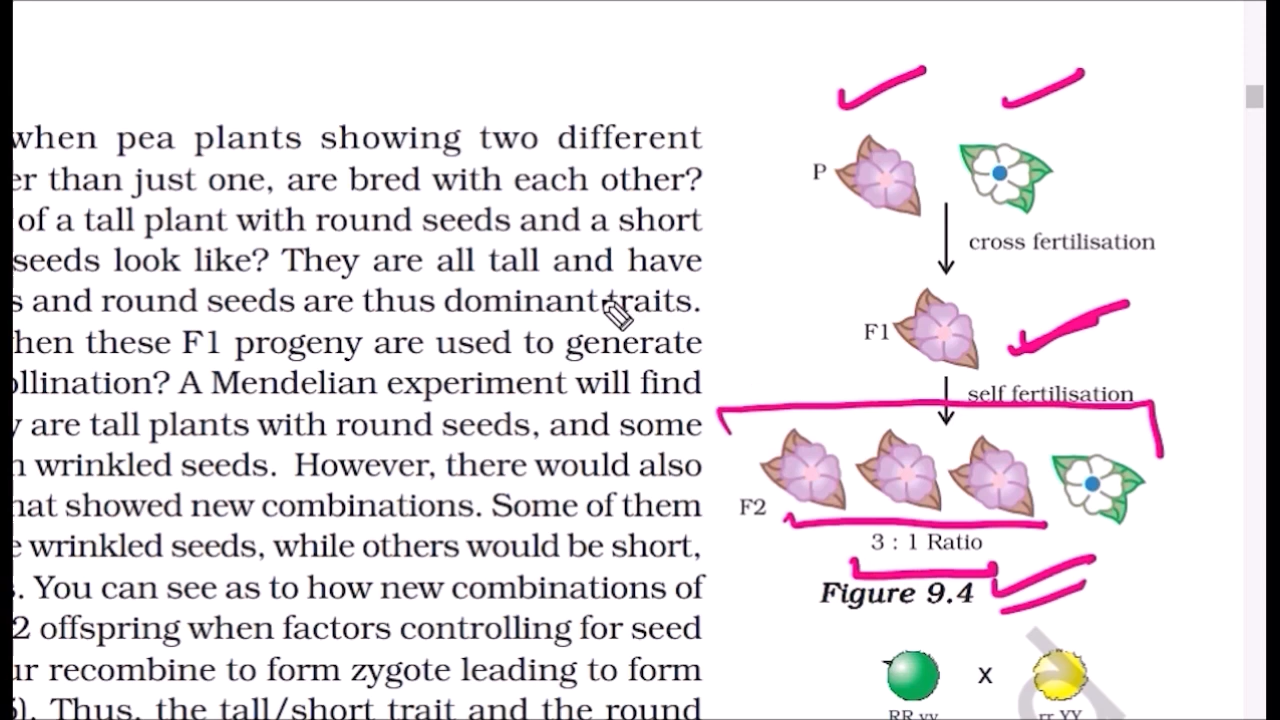 when pea plants showing two different
er than just one, are bred with each other?
of a tall plant with round seeds and a short
seeds look like? They are all tall and have
s and round seeds are thus dominant traits.
hen these F1 progeny are used to generate
ollination? A Mendelian experiment will find
y are tall plants with round seeds, and some
n wrinkled seeds. However, there would also
hat showed new combinations. Some of them
e wrinkled seeds, while others would be short,
s. You can see as to how new combinations of
2 offspring when factors controlling for seed
ur recombine to form zygote leading to form
5). Thus, the tall/short trait and the round
P
cross fertilisation
F1
self fertilisation
F2
3 : 1 Ratio
Figure 9.4
x
RR yy
rr YY